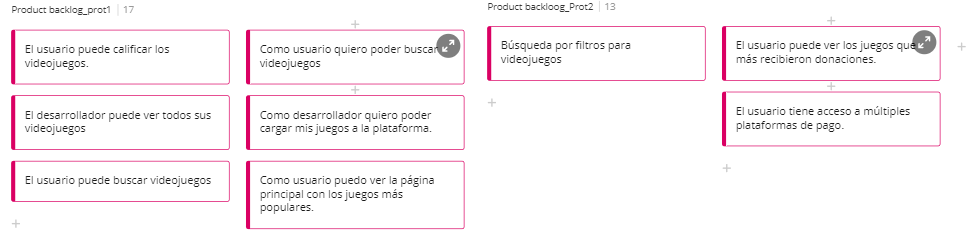 Product backlog_prot1 17
El usuario puede calificar los
videojuegos.
El desarrollador puede ver todos sus
videojuegos
El usuario puede buscar videojuegos
Como usuario quiero poder buscar
videojuegos
Como desarrollador quiero poder
cargar mis juegos a la plataforma.
Como usuario puedo ver la página
principal con los juegos más
populares.
Product backloog_Prot2 13
Búsqueda por filtros para
videojuegos
El usuario puede ver los juegos que
más recibieron donaciones.
El usuario tiene acceso a múltiples
plataformas de pago.